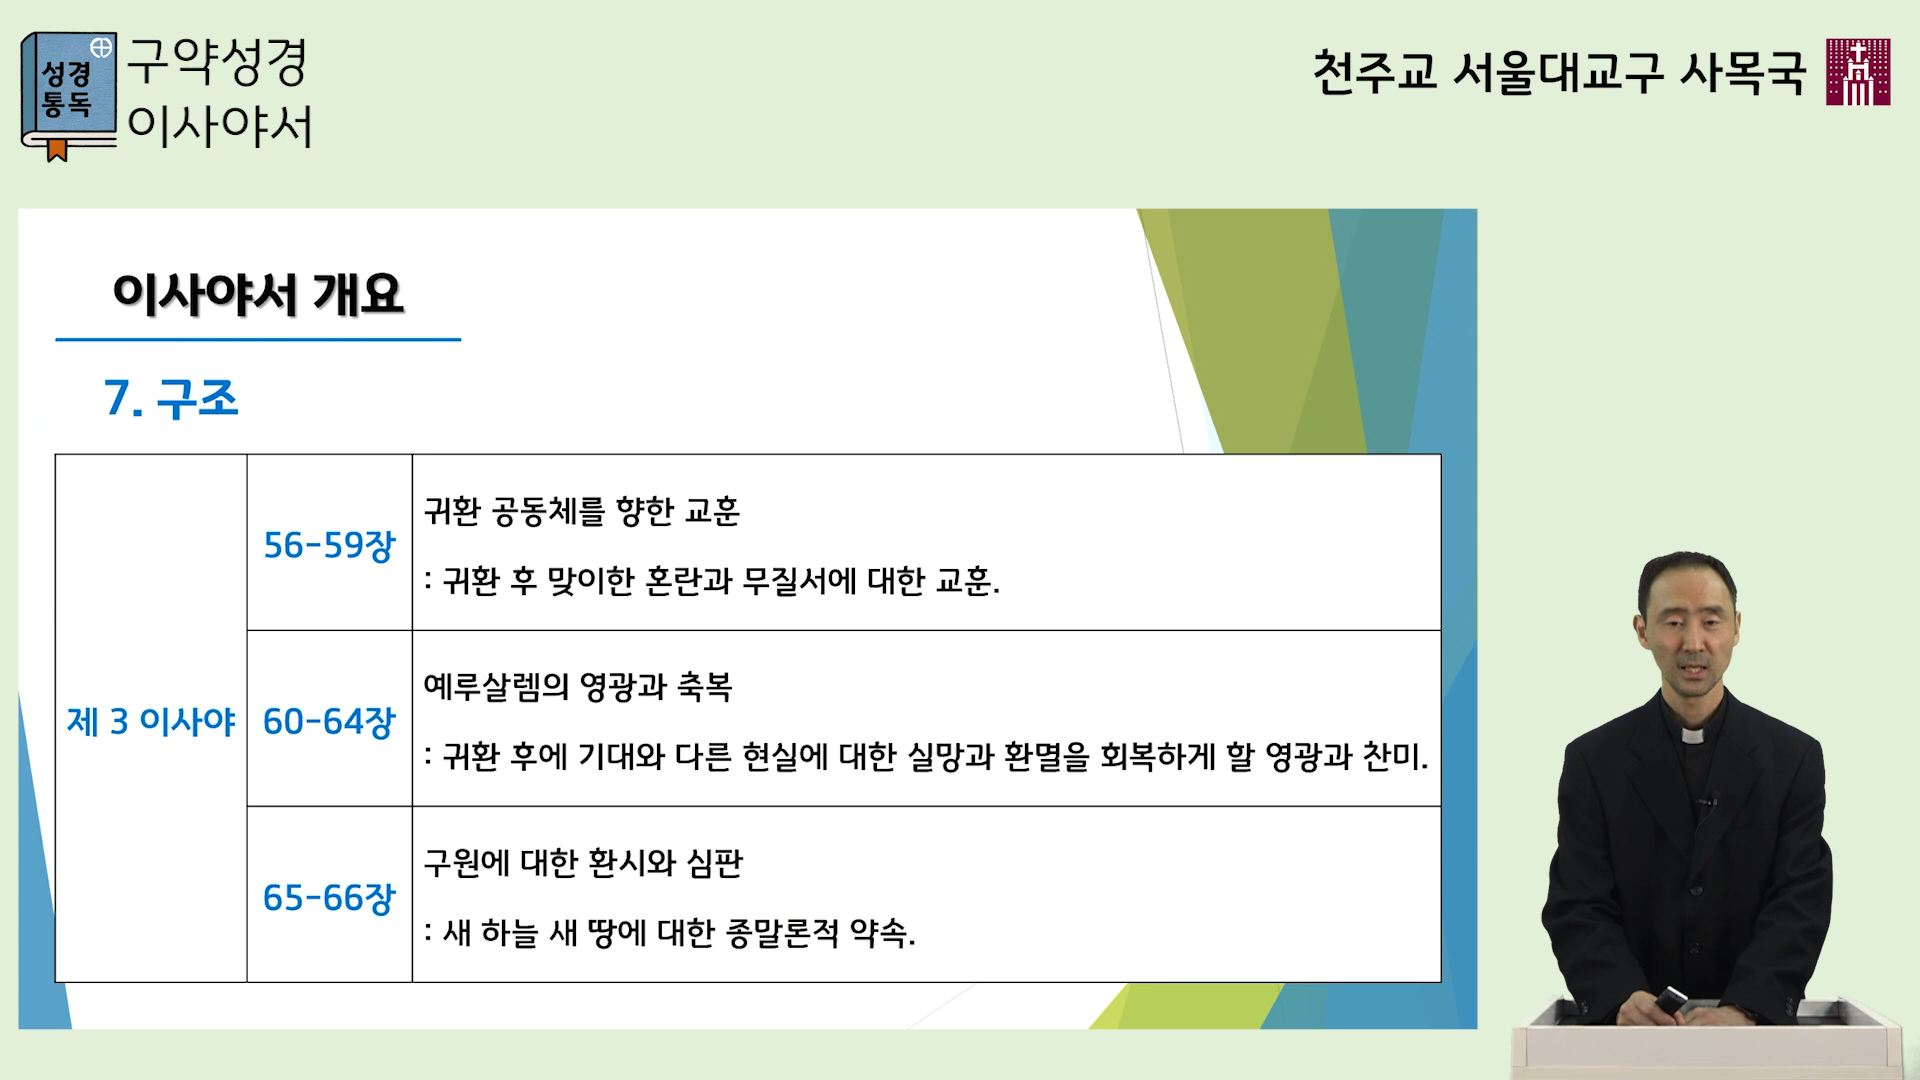 성경
통독
구약성경
이사야서
천주교 서울대교구 사목국
이사야서 개요
7. 구조
제 3 이사야
56-59장
귀환 공동체를 향한 교훈
: 귀환 후 맞이한 혼란과 무질서에 대한 교훈.
60-64장
예루살렘의 영광과 축복
: 귀환 후에 기대와 다른 현실에 대한 실망과 환멸을 회복하게 할 영광과 찬미.
65-66장
구원에 대한 환시와 심판
: 새 하늘 새 땅에 대한 종말론적 약속.